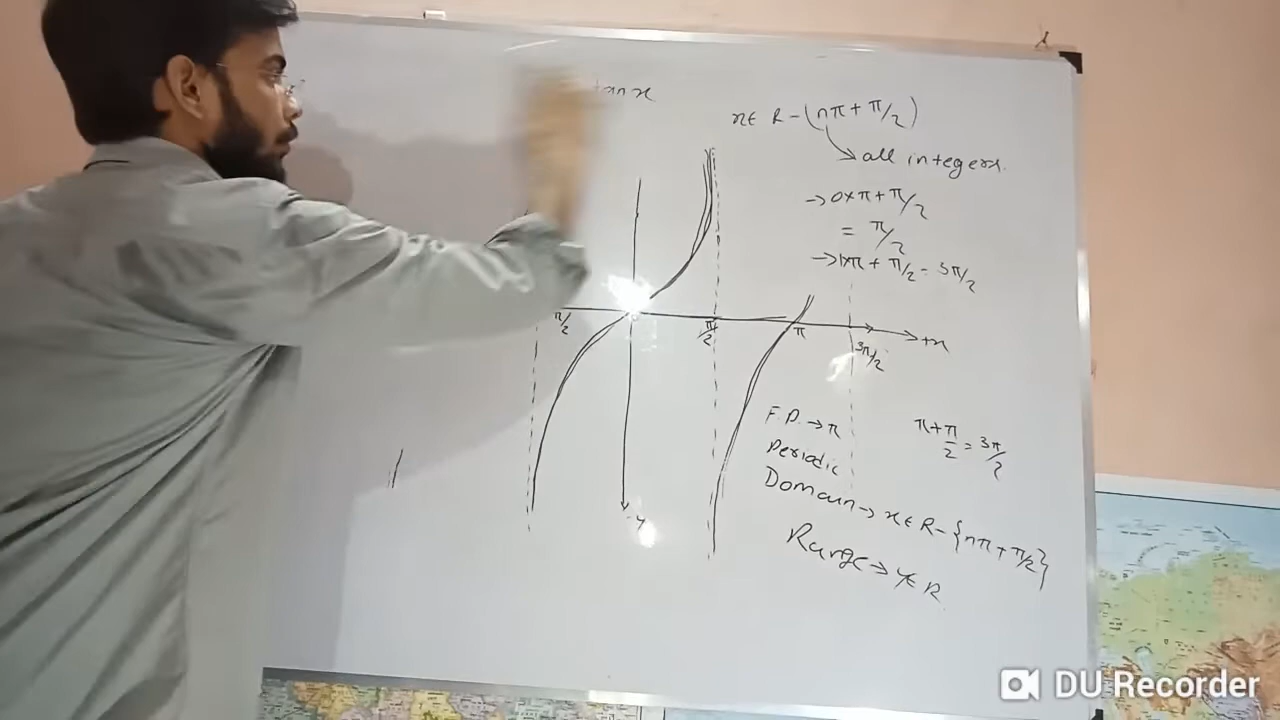 tan x
x ∈ R - (nπ + π/2)
→ all integers.
→ 0×π + π/2
= π/2
→ 1×π + π/2 = 3π/2
π/2
π/2
π
3π/2
+x
-y
F.P. → π
π + π/2 = 3π/2
Periodic
Domain → x ∈ R - {nπ + π/2}
Range → y ∈ R
DU Recorder